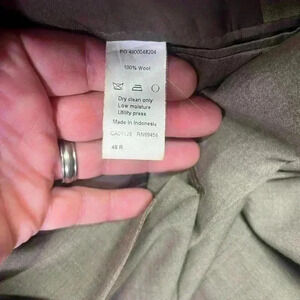 100% Wool
Dry clean only
Low moisture
Utility press
Made in Indonesia
48 R